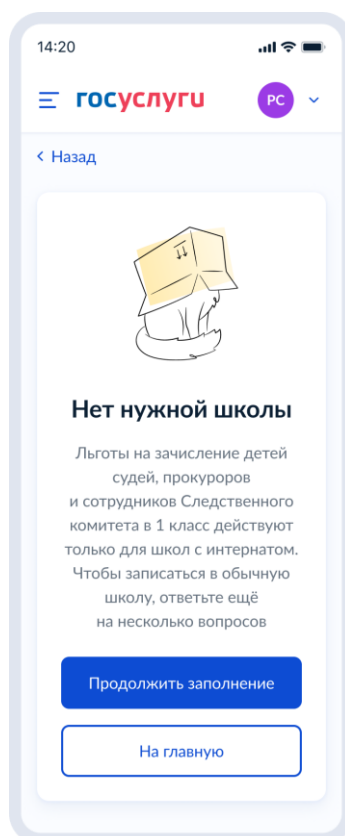 14:20
госуслуги
РС
Назад
Нет нужной школы
Льготы на зачисление детей
судей, прокуроров
и сотрудников Следственного
комитета в 1 класс действуют
только для школ с интернатом.
Чтобы записаться в обычную
школу, ответьте ещё
на несколько вопросов
Продолжить заполнение
На главную